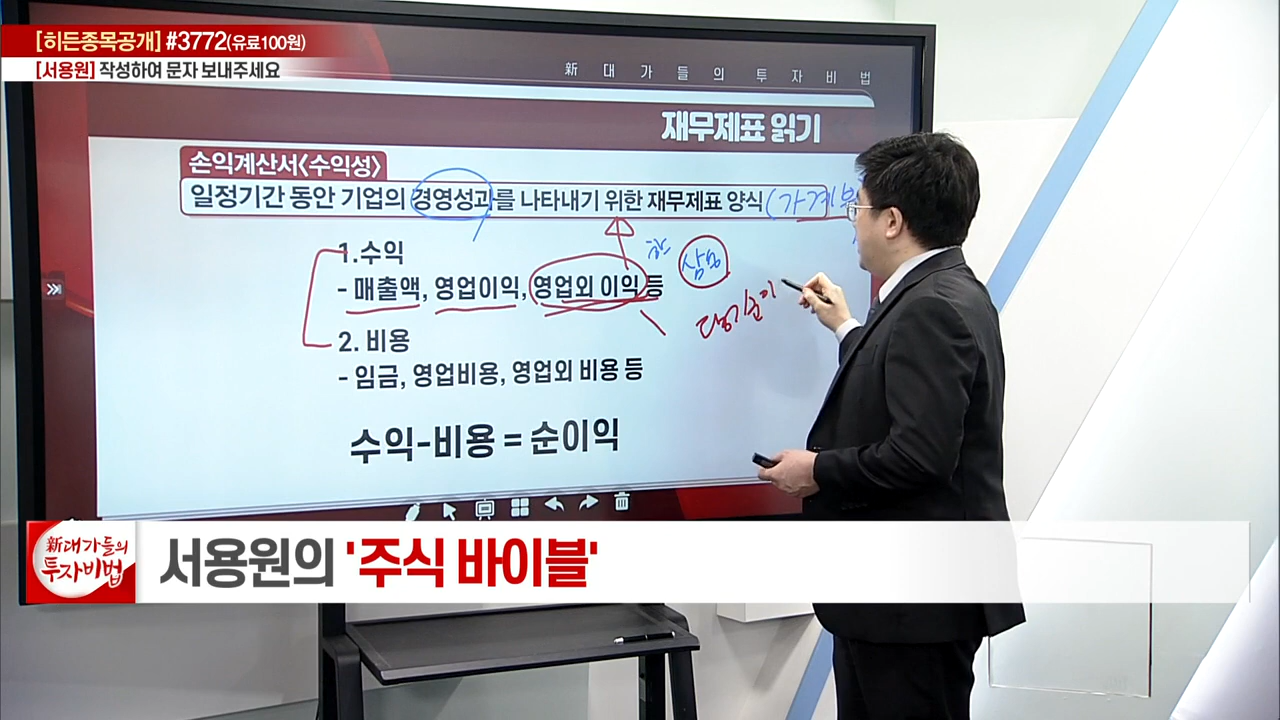 [히든종목공개] #3772(유료100원)
[서용원] 작성하여 문자 보내주세요
新 대 가 들 의 투 자 비 법
재무제표 읽기
손익계산서<수익성>
일정기간 동안 기업의 경영성과를 나타내기 위한 재무제표 양식 (가계부
1.수익
- 매출액, 영업이익, 영업외 이익 등
삼성
당기순이
2. 비용
- 임금, 영업비용, 영업외 비용 등
수익-비용 = 순이익
新대가들의
투자비법
서용원의 '주식 바이블'